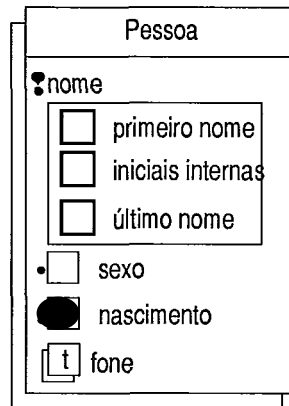 Pessoa
nome
primeiro nome
iniciais internas
último nome
sexo
nascimento
t fone